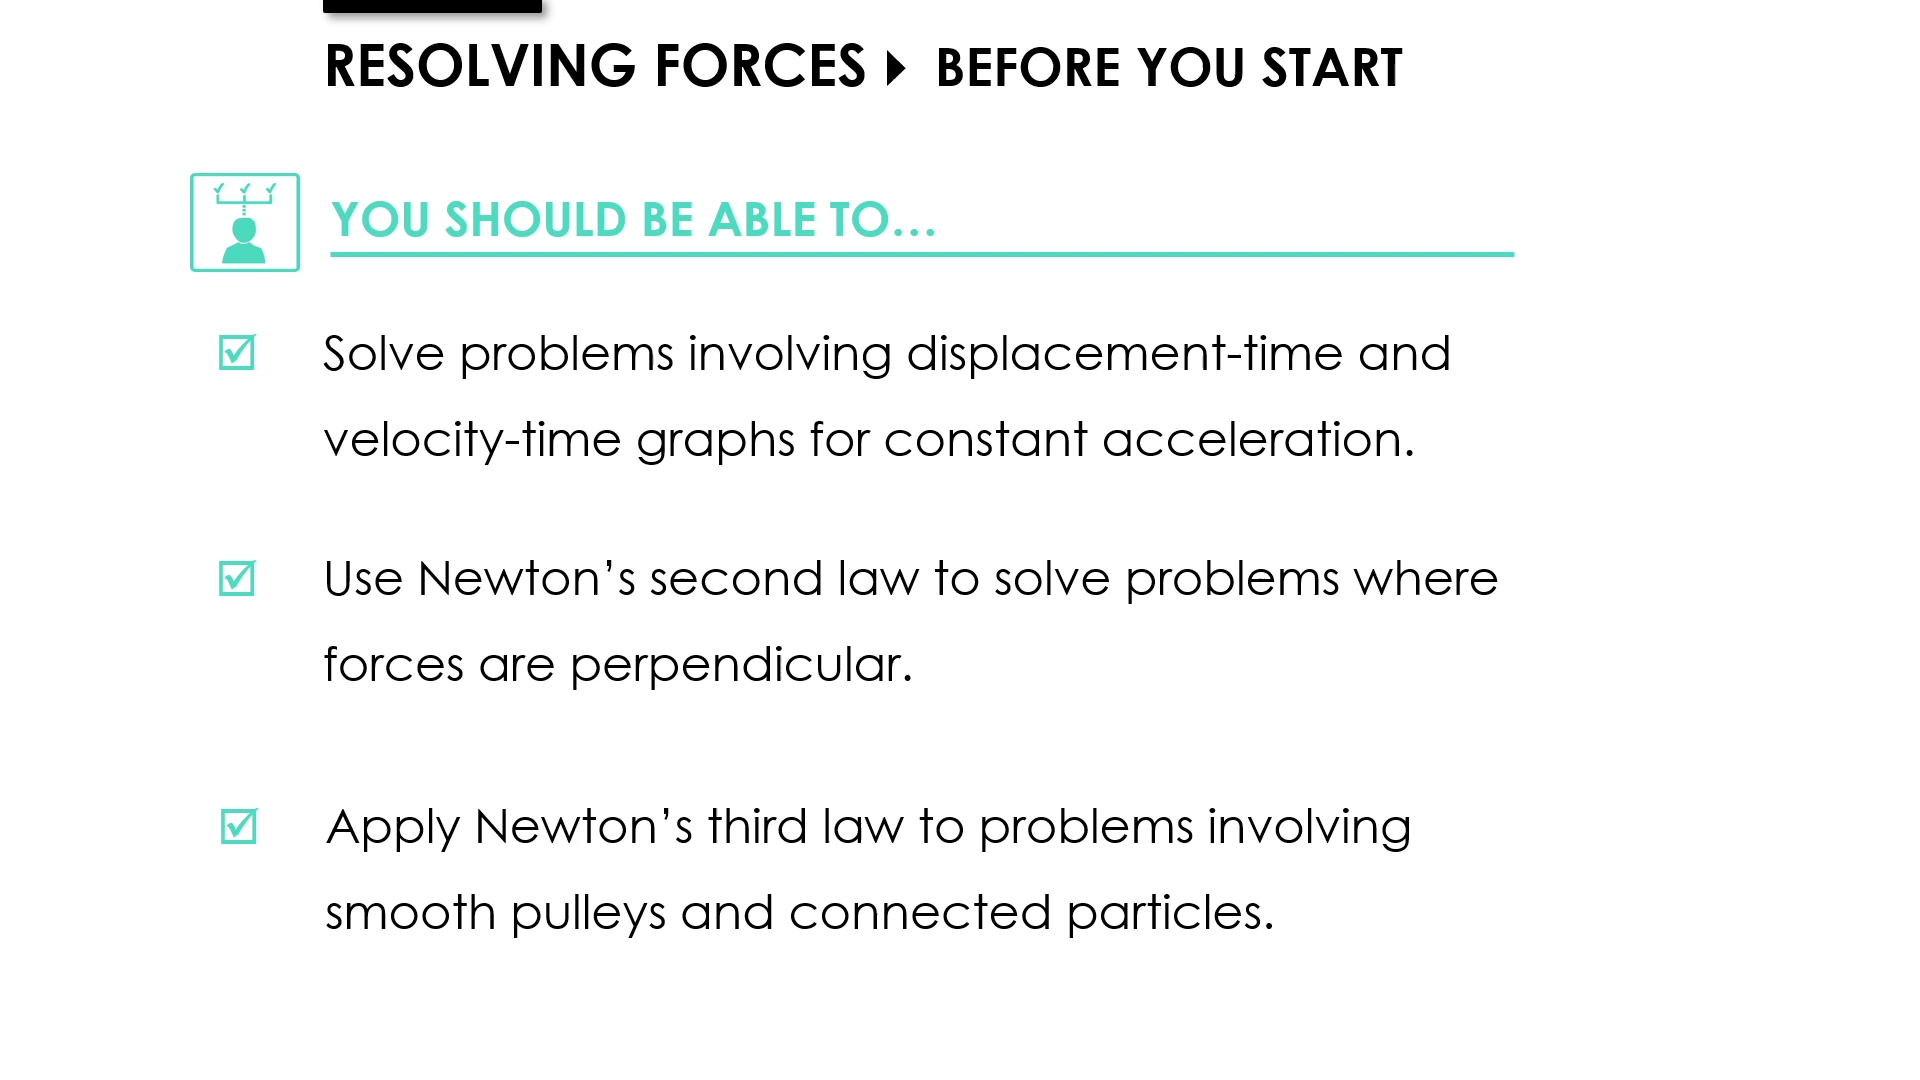 RESOLVING FORCES BEFORE YOU START
YOU SHOULD BE ABLE TO...
Solve problems involving displacement-time and
velocity-time graphs for constant acceleration.
Use Newton’s second law to solve problems where
forces are perpendicular.
Apply Newton’s third law to problems involving
smooth pulleys and connected particles.